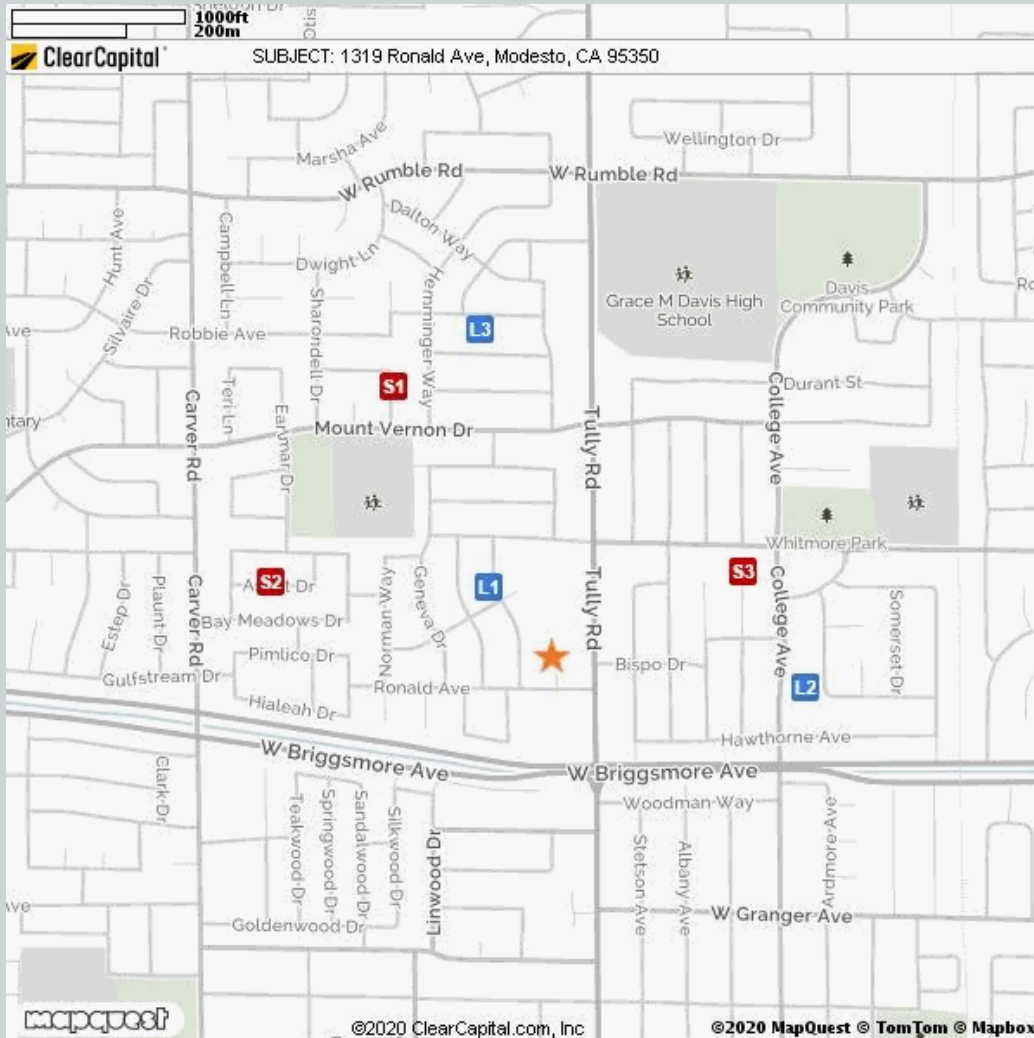 Sheldon Dr
1000ft
200m
ClearCapital
SUBJECT: 1319 Ronald Ave, Modesto, CA 95350
Marsha Ave
Wellington Dr
W Rumble Rd
W Rumble Rd
Hunt Ave
Campbell Ln
Dalton Way
Dwight Ln
Silvaire Dr
Sharondell Dr
Hemminger Way
Grace M Davis High
School
Davis
Community Park
Robbie Ave
L3
S1
Teri Ln
Durant St
Carver Rd
Earlmar Dr
Mount Vernon Dr
Tully Rd
College Ave
Whitmore Park
S2
S3
L1
Estep Dr
Plaunt Dr
Carver Rd
Norman Way
Geneva Dr
Tully Rd
College Ave
Somerset Dr
Bay Meadows Dr
Pimlico Dr
Bispo Dr
Gulfstream Dr
Ronald Ave
L2
Hialeah Dr
Hawthorne Ave
W Briggsmore Ave
W Briggsmore Ave
Clark Dr
Teakwood Dr
Springwood Dr
Sandalwood Dr
Silkwood Dr
Linwood Dr
Woodman Way
Stetson Ave
Albany Ave
Ardmore Ave
W Granger Ave
Goldenwood Dr
mapquest
©2020 ClearCapital.com, Inc
©2020 MapQuest © TomTom © Mapbox